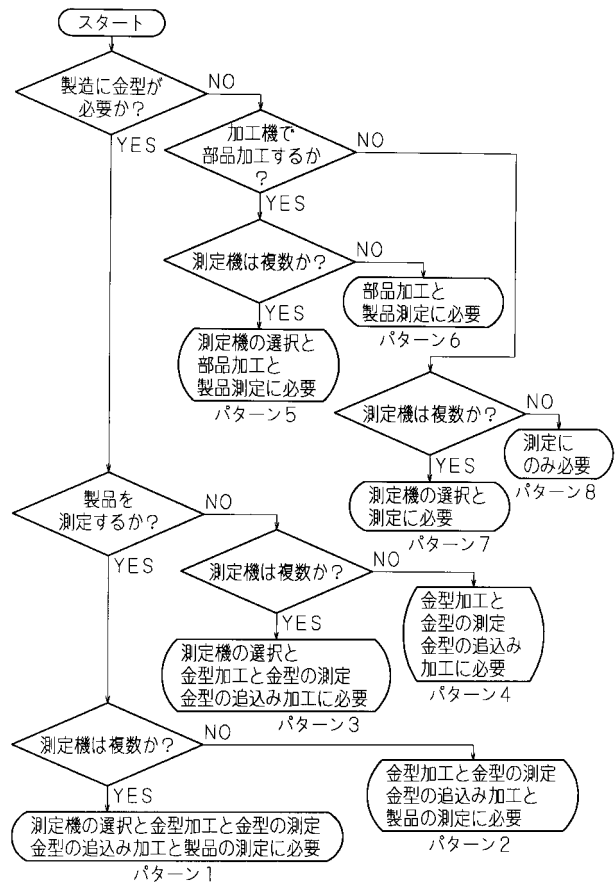 スタート
製造に金型が
必要か？
NO
YES
加工機で
部品加工するか
？
NO
YES
測定機は複数か？
NO
YES
部品加工と
製品測定に必要
パターン6
測定機の選択と
部品加工と
製品測定に必要
パターン5
測定機は複数か？
NO
YES
測定に
のみ必要
パターン8
測定機の選択と
測定に必要
パターン7
製品を
測定するか？
NO
YES
測定機は複数か？
NO
YES
金型加工と
金型の測定
金型の追込み
加工に必要
パターン4
測定機の選択と
金型加工と金型の測定
金型の追込み加工に必要
パターン3
測定機は複数か？
NO
YES
金型加工と金型の測定
金型の追込み加工と
製品の測定に必要
パターン2
測定機の選択と金型加工と金型の測定
金型の追込み加工と製品の測定に必要
パターン1